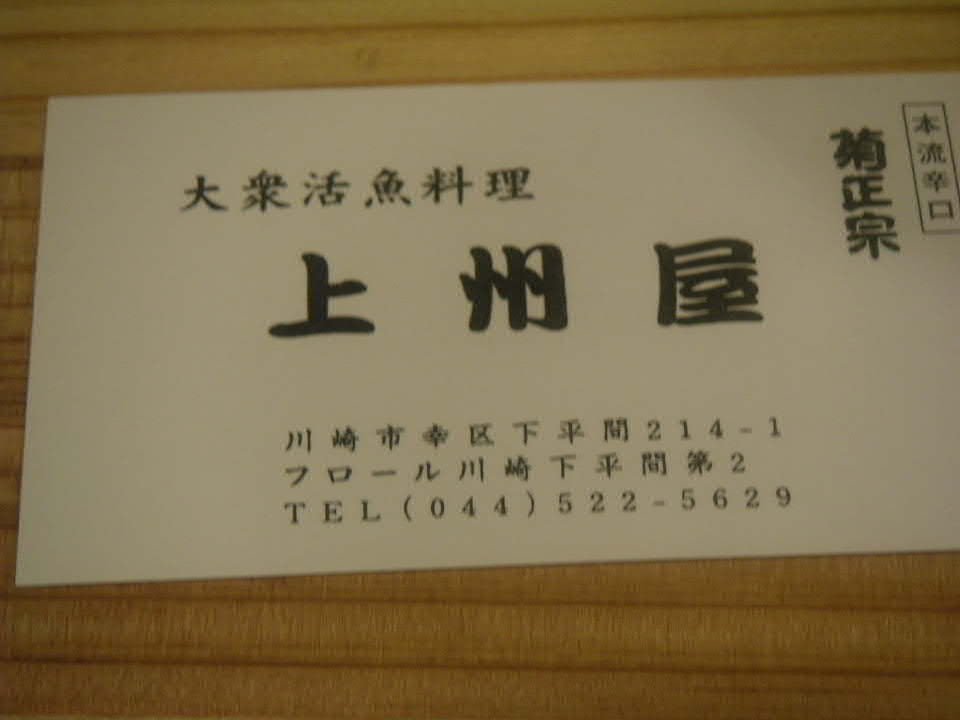 本流辛口
菊正宗
大衆活魚料理
上州屋
川崎市幸区下平間214-1
フロール川崎下平間第2
TEL(044)522-5629